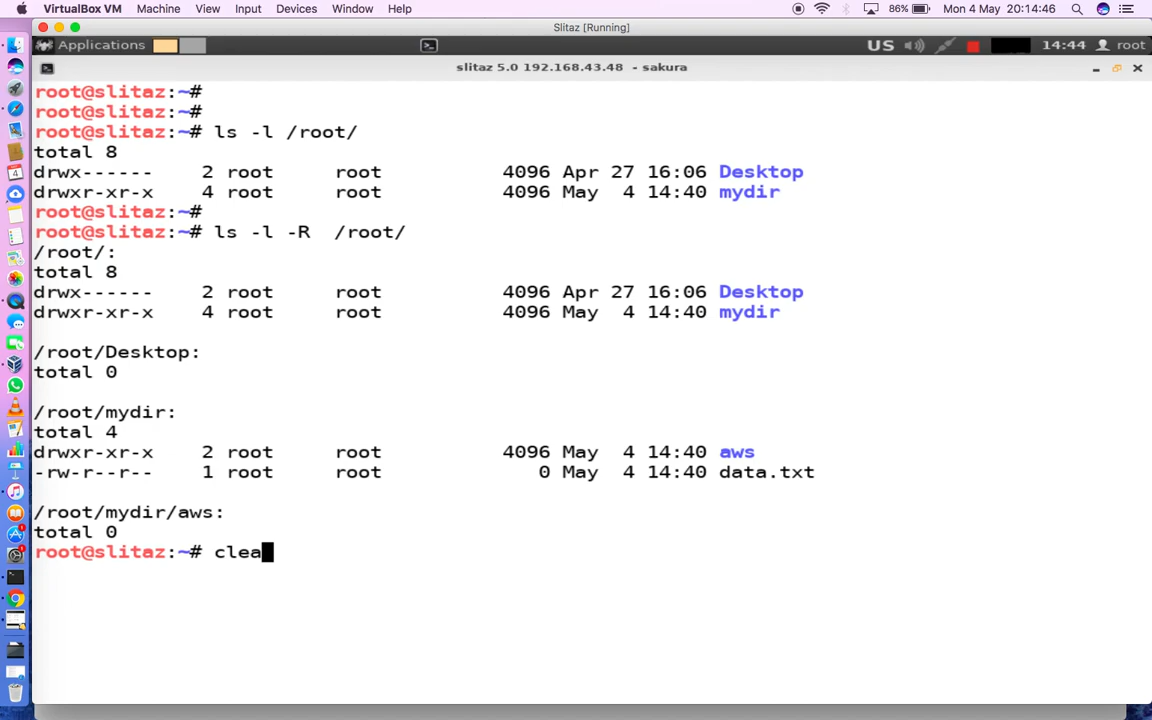 VirtualBox VM Machine View Input Devices Window Help 86% Mon 4 May 20:14:46
Slitaz [Running]
Applications US 14:44 root
slitaz 5.0 192.168.43.48 - sakura
root@slitaz:~#
root@slitaz:~#
root@slitaz:~# ls -l /root/
total 8
drwx------ 2 root root 4096 Apr 27 16:06 Desktop
drwxr-xr-x 4 root root 4096 May 4 14:40 mydir
root@slitaz:~#
root@slitaz:~# ls -l -R /root/
/root/:
total 8
drwx------ 2 root root 4096 Apr 27 16:06 Desktop
drwxr-xr-x 4 root root 4096 May 4 14:40 mydir
/root/Desktop:
total 0
/root/mydir:
total 4
drwxr-xr-x 2 root root 4096 May 4 14:40 aws
-rw-r--r-- 1 root root 0 May 4 14:40 data.txt
/root/mydir/aws:
total 0
root@slitaz:~# clea